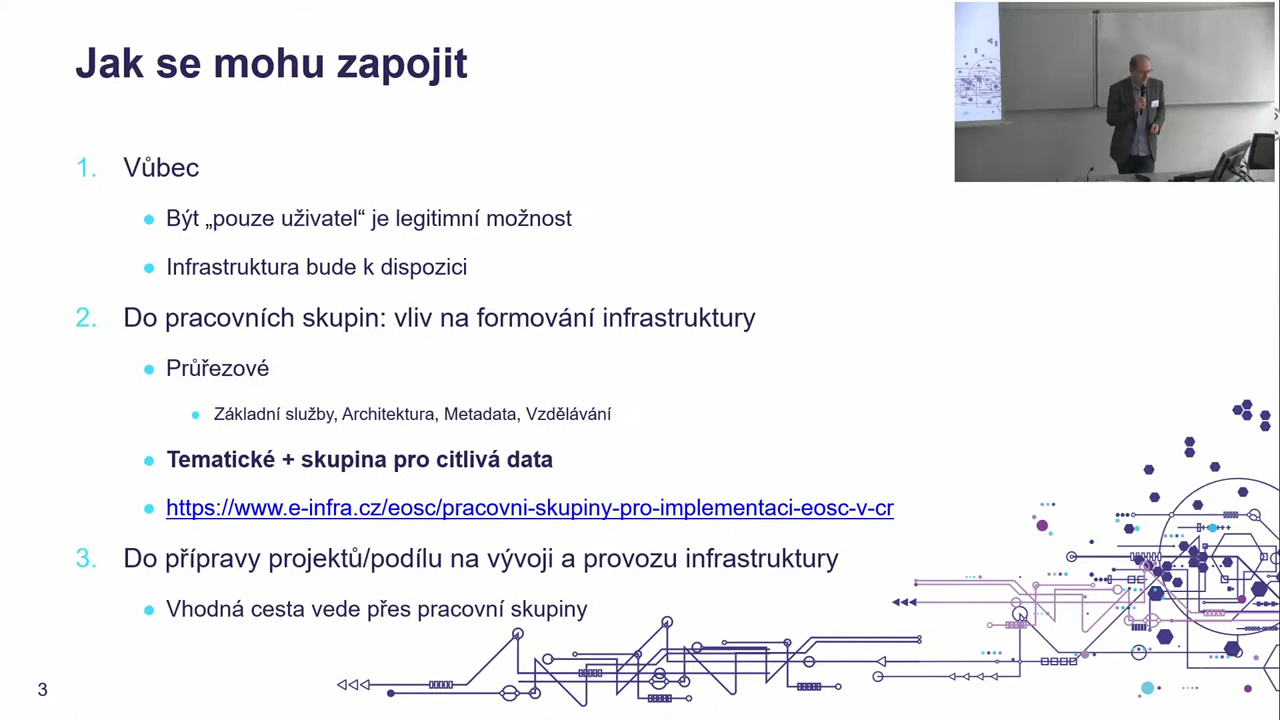 Jak se mohu zapojit
1. Vůbec
Být „pouze uživatel“ je legitimní možnost
Infrastruktura bude k dispozici
2. Do pracovních skupin: vliv na formování infrastruktury
Průřezové
Základní služby, Architektura, Metadata, Vzdělávání
Tematické + skupina pro citlivá data
https://www.e-infra.cz/eosc/pracovni-skupiny-pro-implementaci-eosc-v-cr
3. Do přípravy projektů/podílu na vývoji a provozu infrastruktury
Vhodná cesta vede přes pracovní skupiny
3